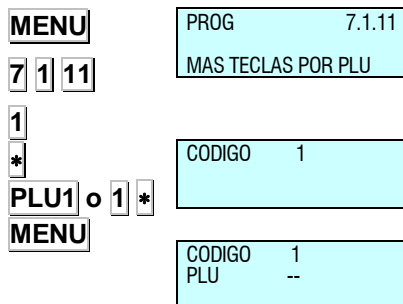 MENU
7 1 11
1
*
PLU1 o 1 *
MENU
PROG 7.1.11
MAS TECLAS POR PLU
CODIGO 1
CODIGO 1
PLU --